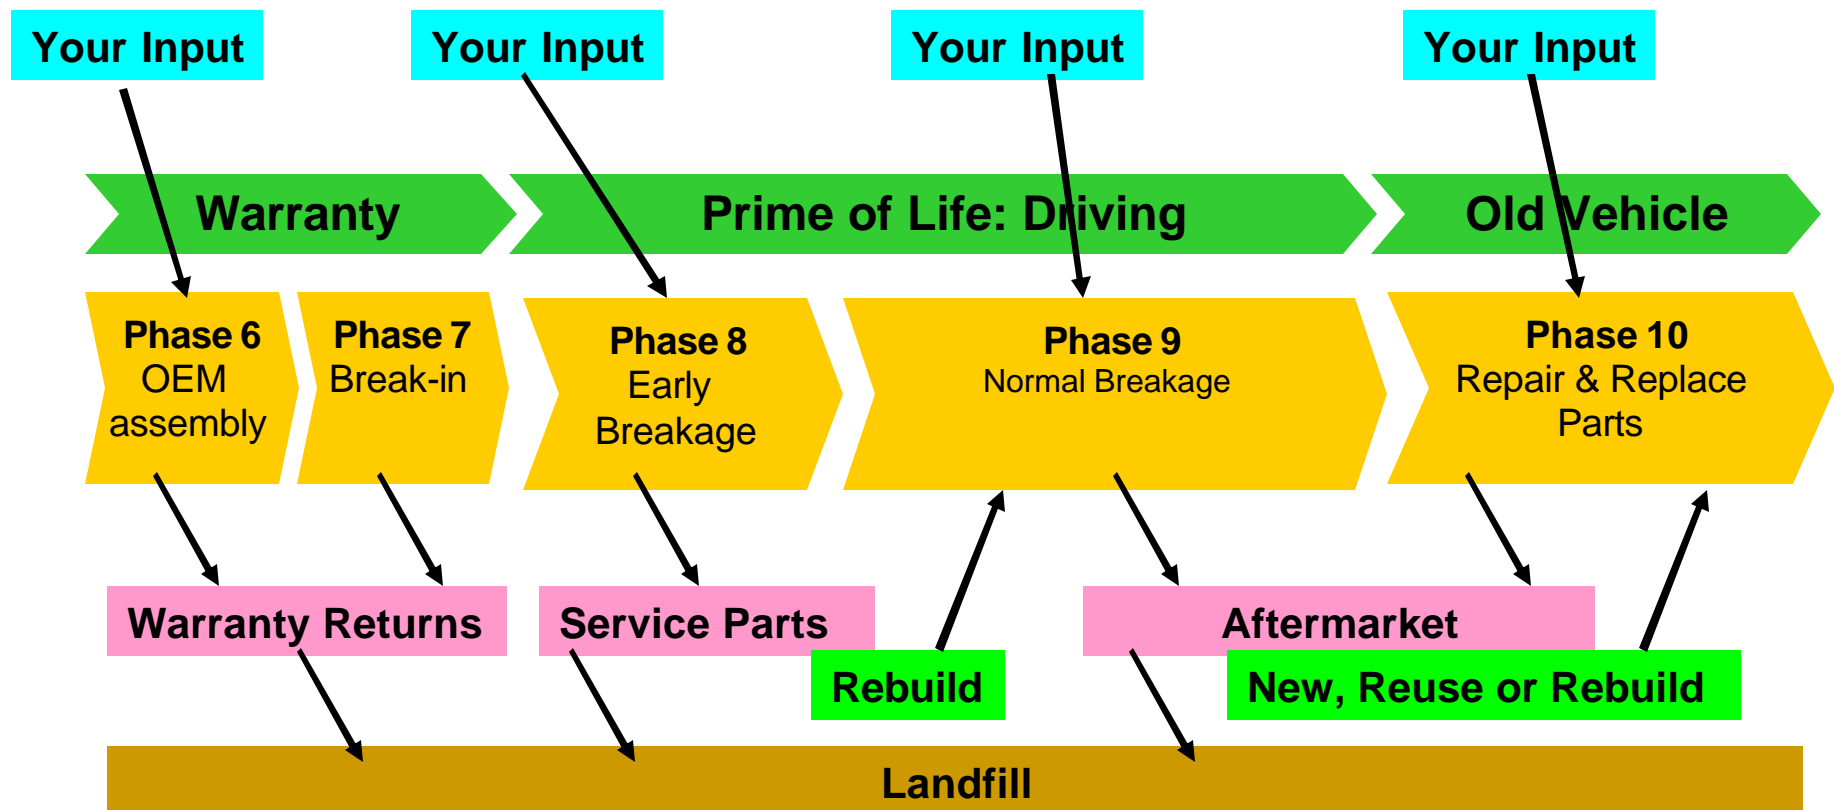 Your Input
Your Input
Your Input
Your Input
Warranty
Prime of Life: Driving
Old Vehicle
Phase 6
OEM
assembly
Phase 7
Break-in
Phase 8
Early
Breakage
Phase 9
Normal Breakage
Phase 10
Repair & Replace
Parts
Warranty Returns
Service Parts
Aftermarket
Rebuild
New, Reuse or Rebuild
Landfill